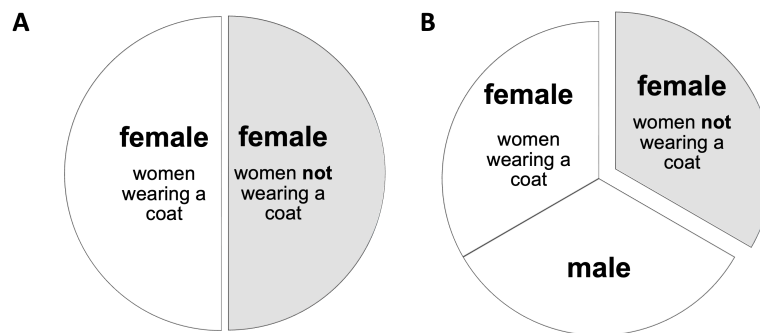 A
female
women
wearing a
coat
female
women not
wearing a
coat
B
female
women
wearing a
coat
female
women not
wearing a
coat
male